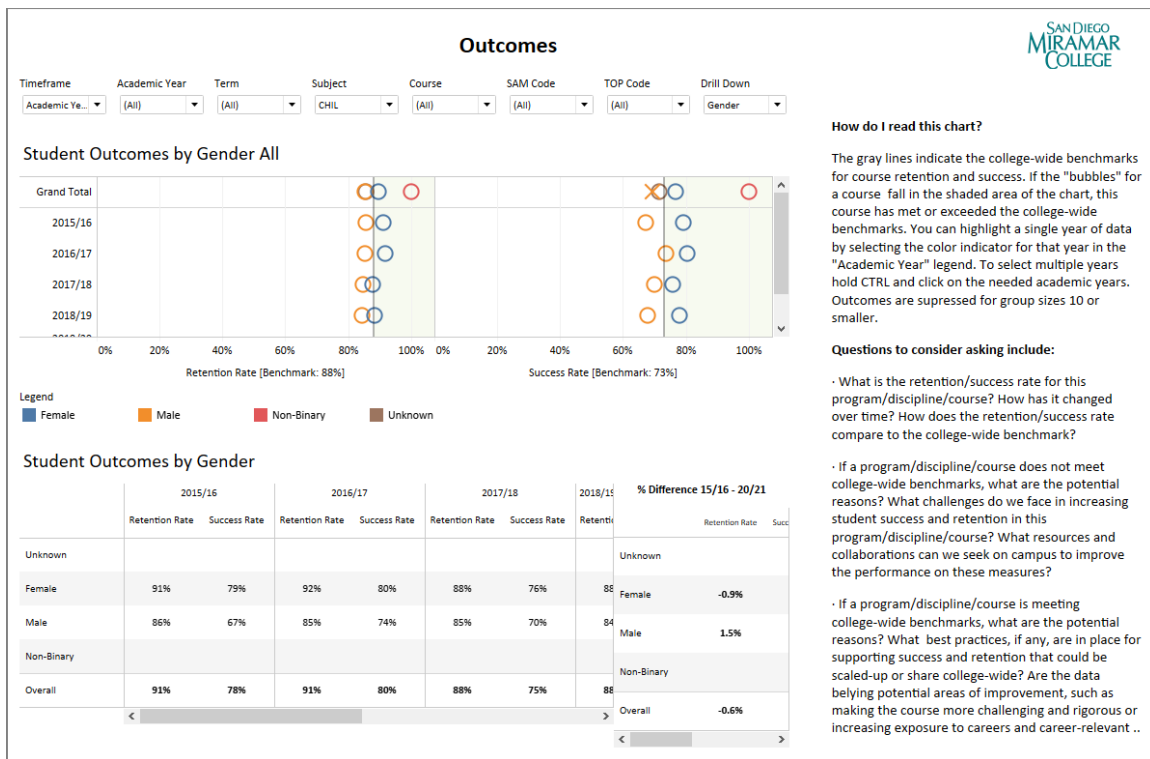 Outcomes
SAN DIEGO
MIRAMAR
COLLEGE
Timeframe Academic Year Term Subject Course SAM Code TOP Code Drill Down
Academic Ye... (All) (All) CHIL (All) (All) (All) Gender
Student Outcomes by Gender All
Grand Total
2015/16
2016/17
2017/18
2018/19
0% 20% 40% 60% 80% 100% 0% 20% 40% 60% 80% 100%
Retention Rate [Benchmark: 88%] Success Rate [Benchmark: 73%]
Legend
Female Male Non-Binary Unknown
Student Outcomes by Gender
2015/16 2016/17 2017/18 2018/19 % Difference 15/16 - 20/21
Retention Rate Success Rate Retention Rate Success Rate Retention Rate Success Rate Retentio Retention Rate Succ
Unknown Unknown
Female 91% 79% 92% 80% 88% 76% 88 Female -0.9%
Male 86% 67% 85% 74% 85% 70% 84 Male 1.5%
Non-Binary Non-Binary
Overall 91% 78% 91% 80% 88% 75% 88 Overall -0.6%
How do I read this chart?
The gray lines indicate the college-wide benchmarks
for course retention and success. If the "bubbles" for
a course fall in the shaded area of the chart, this
course has met or exceeded the college-wide
benchmarks. You can highlight a single year of data
by selecting the color indicator for that year in the
"Academic Year" legend. To select multiple years
hold CTRL and click on the needed academic years.
Outcomes are supressed for group sizes 10 or
smaller.
Questions to consider asking include:
· What is the retention/success rate for this
program/discipline/course? How has it changed
over time? How does the retention/success rate
compare to the college-wide benchmark?
· If a program/discipline/course does not meet
college-wide benchmarks, what are the potential
reasons? What challenges do we face in increasing
student success and retention in this
program/discipline/course? What resources and
collaborations can we seek on campus to improve
the performance on these measures?
· If a program/discipline/course is meeting
college-wide benchmarks, what are the potential
reasons? What best practices, if any, are in place for
supporting success and retention that could be
scaled-up or share college-wide? Are the data
belying potential areas of improvement, such as
making the course more challenging and rigorous or
increasing exposure to careers and career-relevant ..